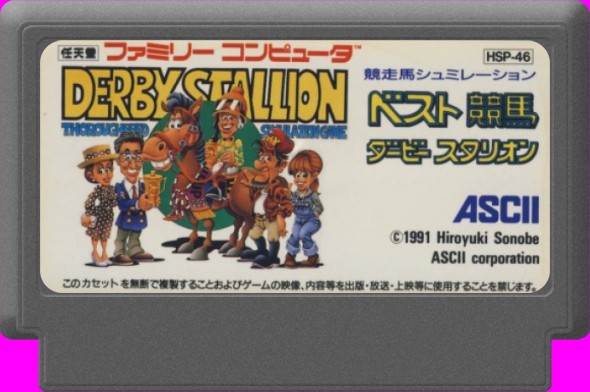 任天堂 ファミリー コンピュータ™
HSP-46
DERBY STALLION
THOROUGHBRED SIMULATION GAME
競走馬シュミレーション
ベスト 競馬
ダービー スタリオン
ASCII
©1991 Hiroyuki Sonobe
ASCII corporation
このカセットを無断で複製することおよびゲームの映像、内容等を出版・放送・上映等に使用することを禁じます。